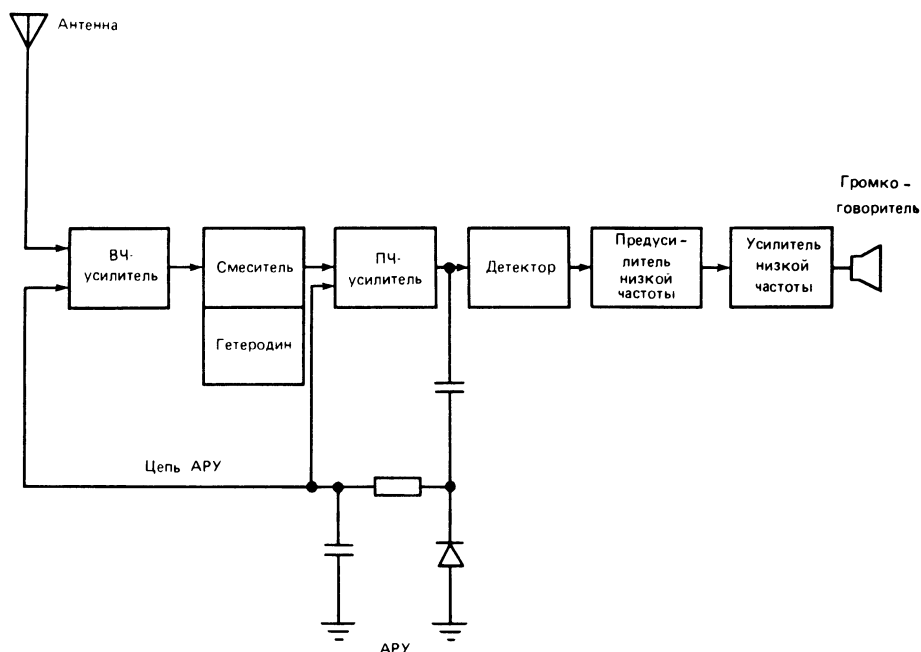 Антенна
Громко-
говоритель
ВЧ-
усилитель
Смеситель
Гетеродин
ПЧ-
усилитель
Детектор
Предуси-
литель
низкой
частоты
Усилитель
низкой
частоты
Цепь АРУ
АРУ